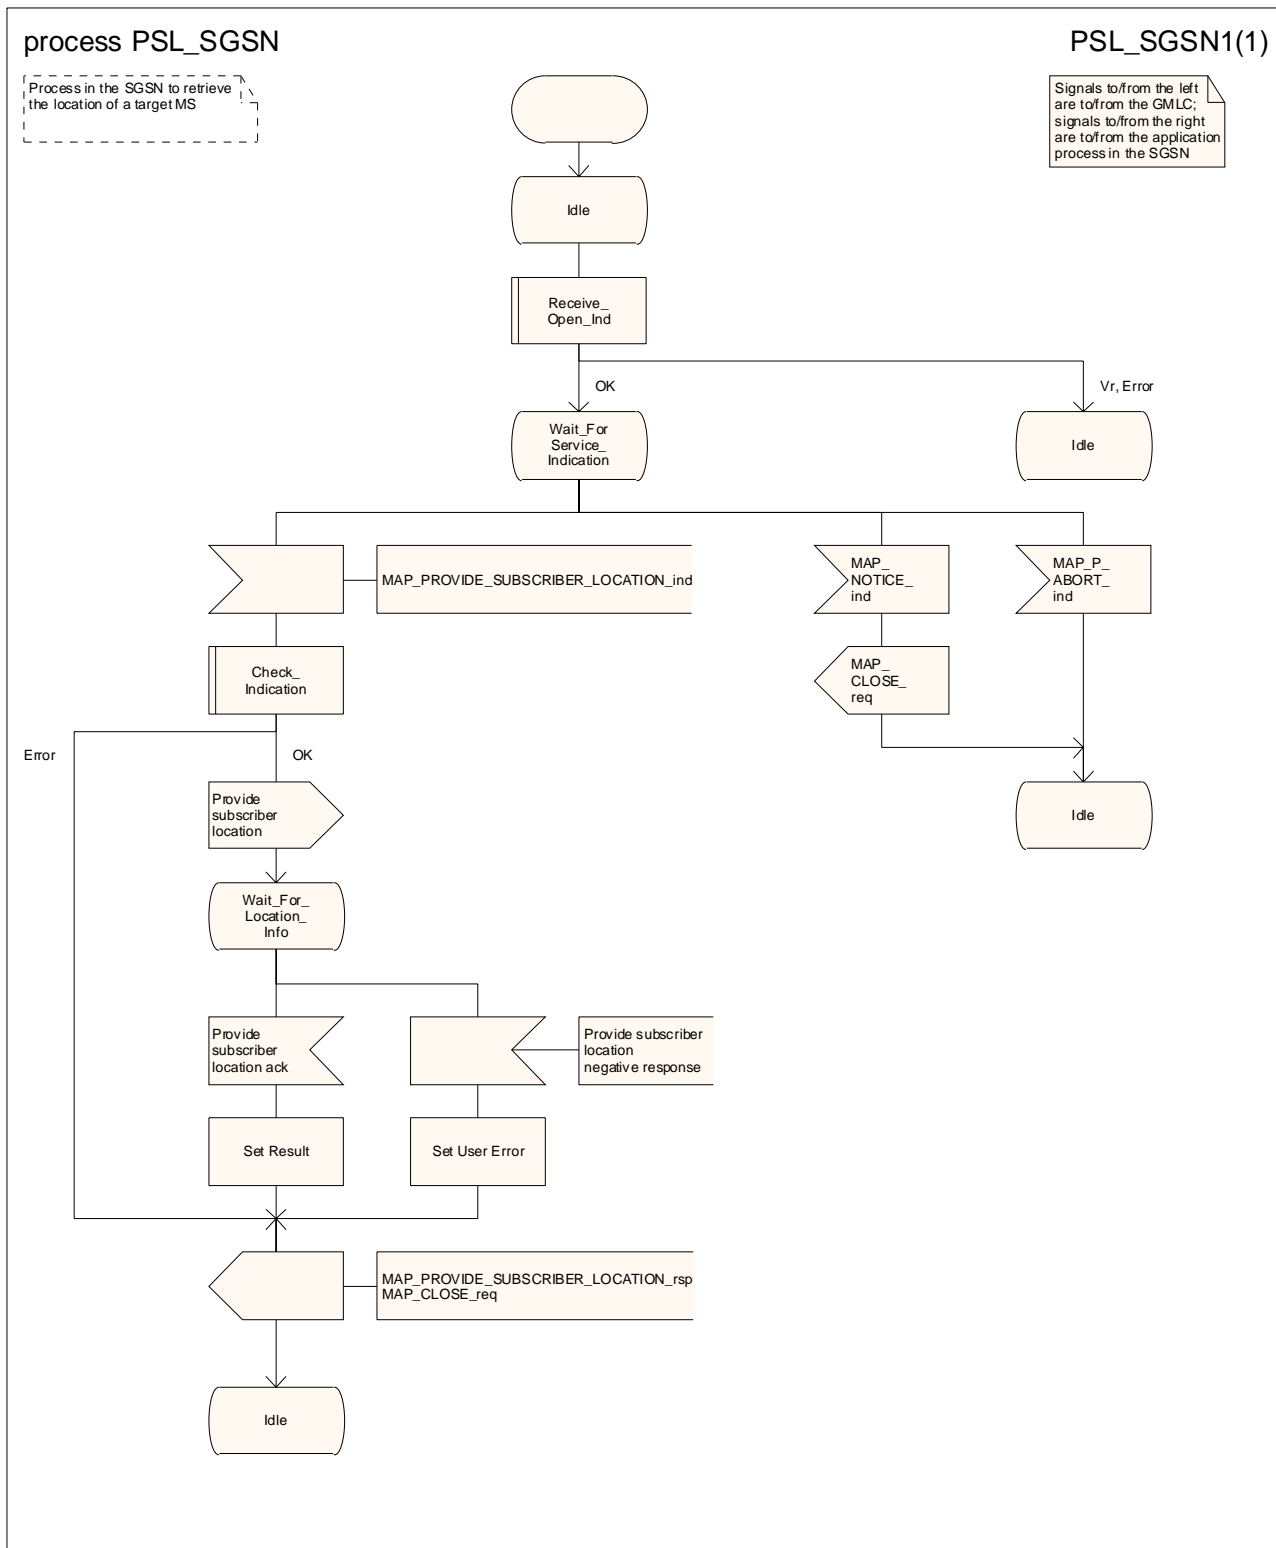 process PSL_SGSN
PSL_SGSN1(1)
Process in the SGSN to retrieve
the location of a target MS
Signals to/from the left
are to/from the GMLC;
signals to/from the right
are to/from the application
process in the SGSN
Idle
Receive_
Open_Ind
OK
Vr, Error
Wait_For
Service_
Indication
Idle
MAP_PROVIDE_SUBSCRIBER_LOCATION_ind
MAP_
NOTICE_
ind
MAP_P_
ABORT_
ind
Check_
Indication
MAP_
CLOSE_
req
Error
OK
Provide
subscriber
location
Idle
Wait_For_
Location_
Info
Provide
subscriber
location ack
Provide subscriber
location
negative response
Set Result
Set User Error
MAP_PROVIDE_SUBSCRIBER_LOCATION_rsp
MAP_CLOSE_req
Idle